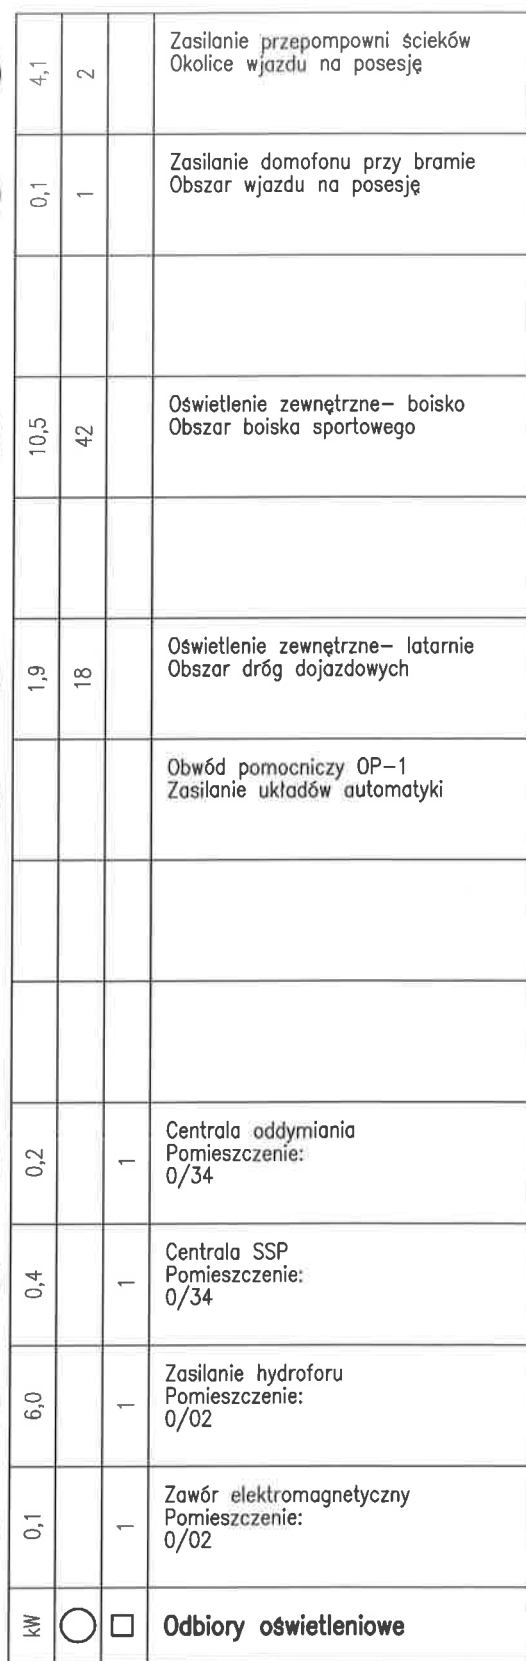 4,1 2 Zasilanie przepompowni ścieków
Okolice wjazdu na posesję
0,1 1 Zasilanie domofonu przy bramie
Obszar wjazdu na posesję
10,5 42 Oświetlenie zewnętrzne– boisko
Obszar boiska sportowego
1,9 18 Oświetlenie zewnętrzne– latarnie
Obszar dróg dojazdowych
Obwód pomocniczy OP–1
Zasilanie układów automatyki
0,2 1 Centrala oddymiania
Pomieszczenie:
0/34
0,4 1 Centrala SSP
Pomieszczenie:
0/34
6,0 1 Zasilanie hydroforu
Pomieszczenie:
0/02
0,1 1 Zawór elektromagnetyczny
Pomieszczenie:
0/02
kW Odbiory oświetleniowe